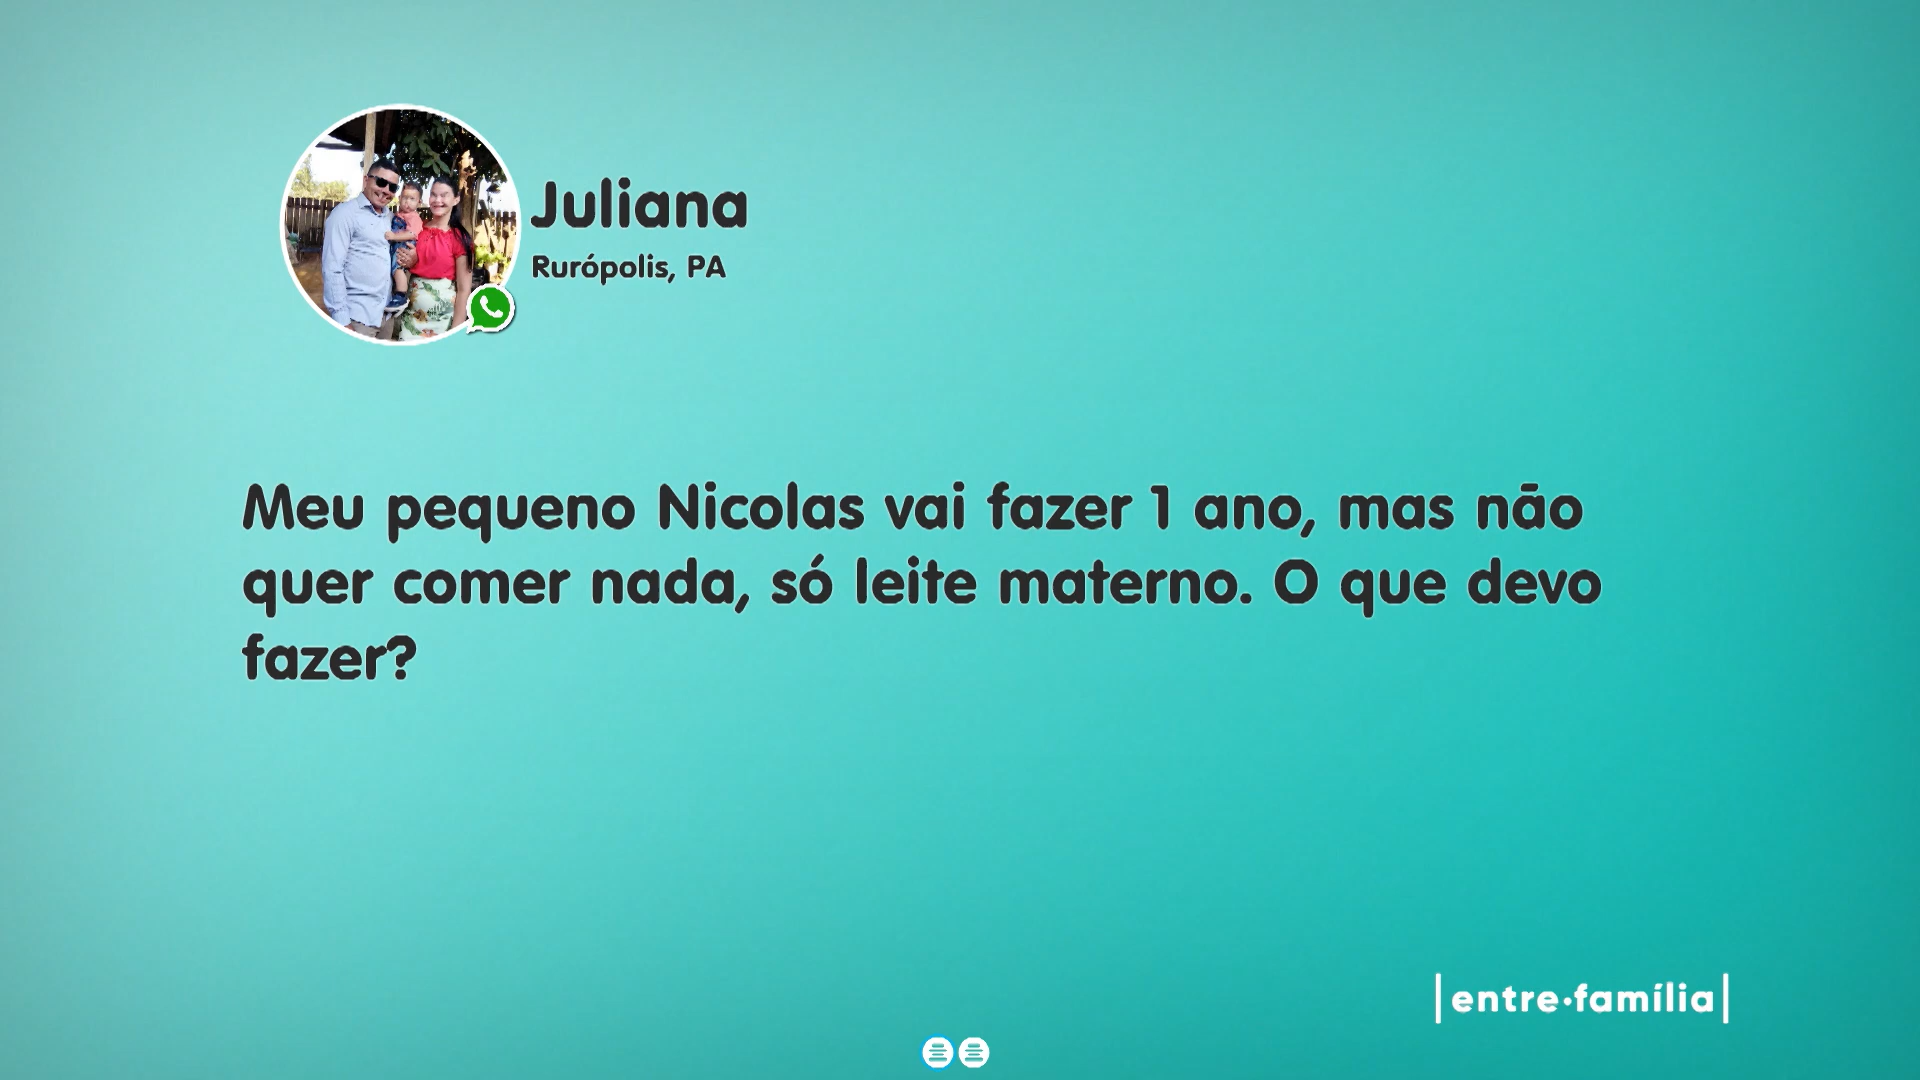 Juliana
Rurópolis, PA
Meu pequeno Nicolas vai fazer 1 ano, mas não
quer comer nada, só leite materno. O que devo
fazer?
|entre•família|